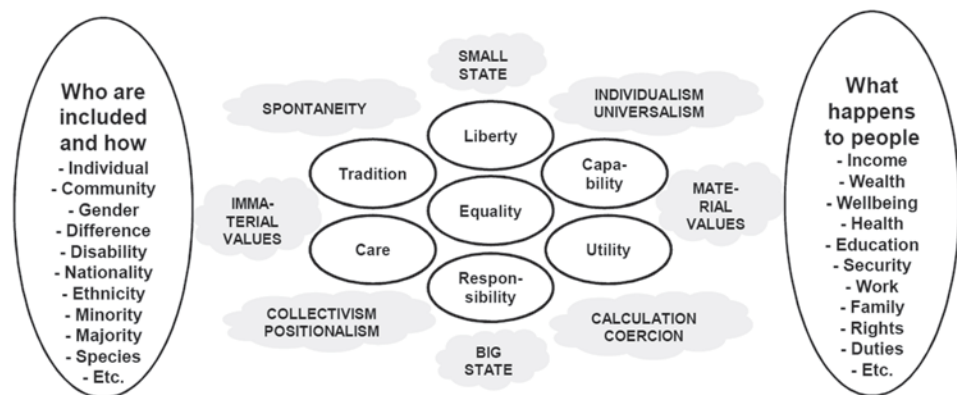 Who are
included
and how
- Individual
- Community
- Gender
- Difference
- Disability
- Nationality
- Ethnicity
- Minority
- Majority
- Species
- Etc.
SMALL
STATE
SPONTANEITY
INDIVIDUALISM
UNIVERSALISM
Liberty
Tradition
Capa-
bility
IMMA-
TERIAL
VALUES
Equality
MATE-
RIAL
VALUES
Care
Utility
Respon-
sibility
COLLECTIVISM
POSITIONALISM
CALCULATION
COERCION
BIG
STATE
What
happens
to people
- Income
- Wealth
- Wellbeing
- Health
- Education
- Security
- Work
- Family
- Rights
- Duties
- Etc.